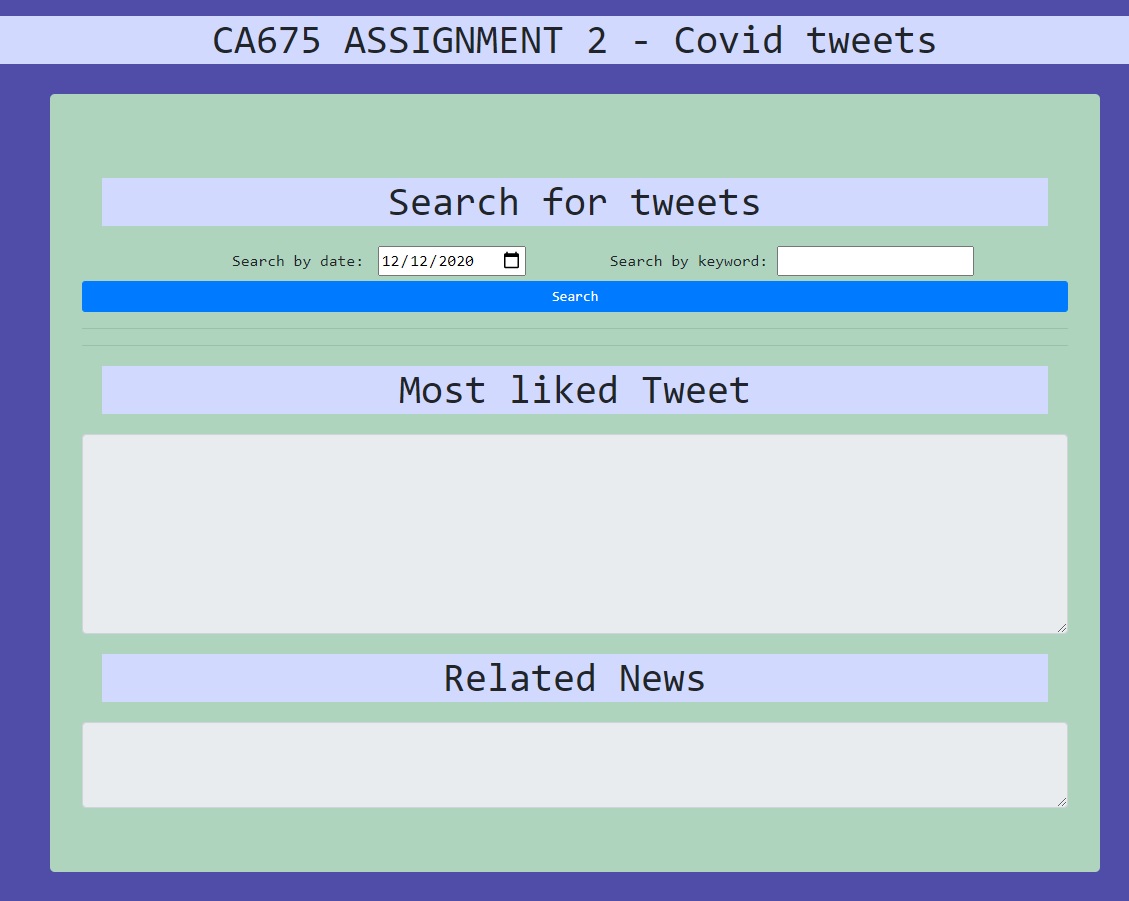 CA675 ASSIGNMENT 2 - Covid tweets
Search for tweets
Search by date: 12/12/2020 Search by keyword:
Search
Most liked Tweet
Related News